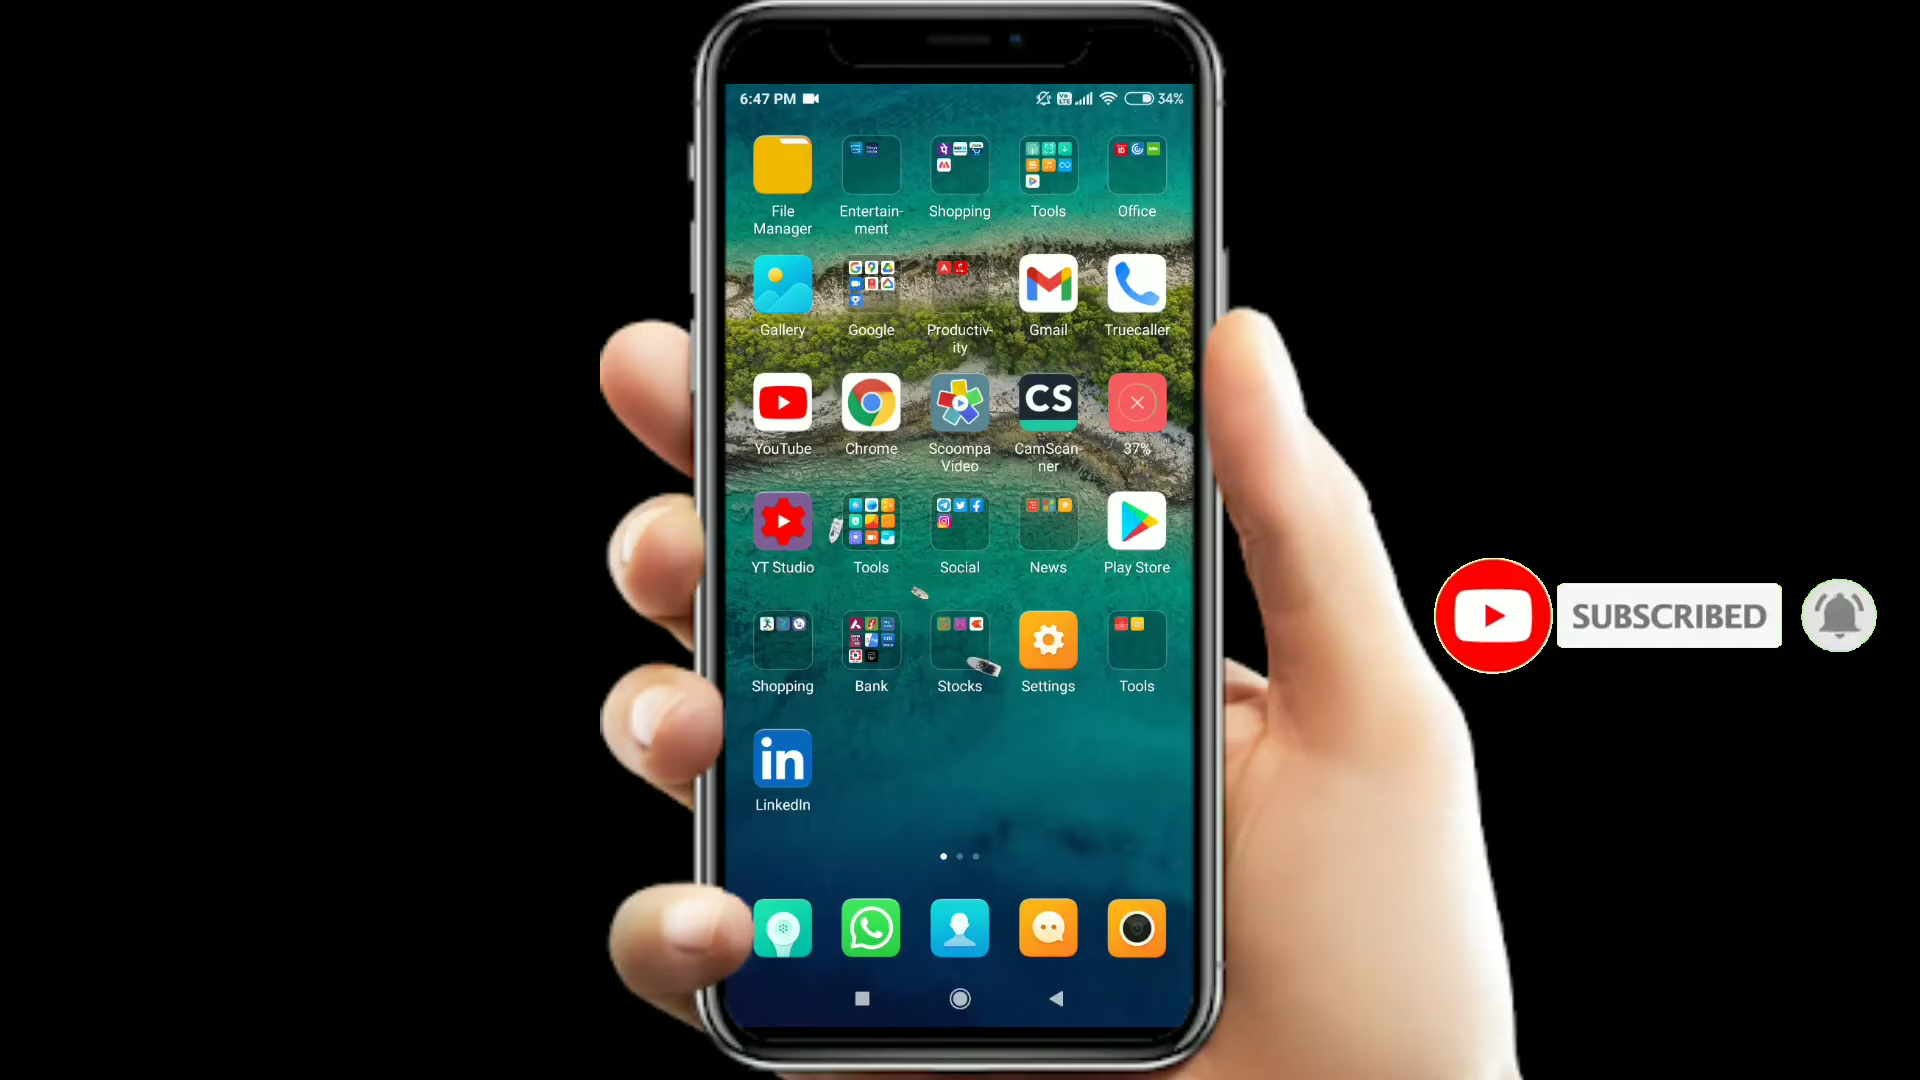 6:47 PM 34%
File Manager
Entertain-
ment
Shopping
Tools
Office
Gallery
Google
Productiv-
ity
Gmail
Truecaller
YouTube
Chrome
Scoompa
Video
CS
CamScan-
ner
37%
YT Studio
Tools
Social
News
Play Store
Shopping
Bank
Stocks
Settings
Tools
in
LinkedIn
SUBSCRIBED